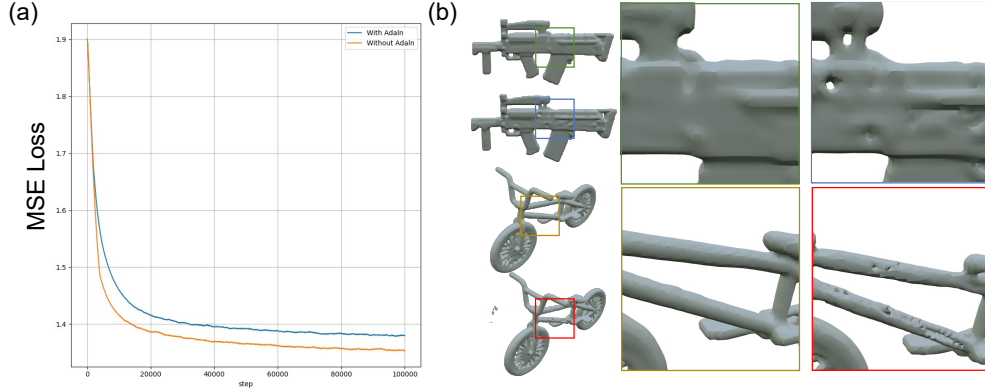 (a)
(b)
With Adaln
Without Adaln
MSE Loss
1.9
1.8
1.7
1.6
1.5
1.4
0
20000
40000
60000
80000
100000
step